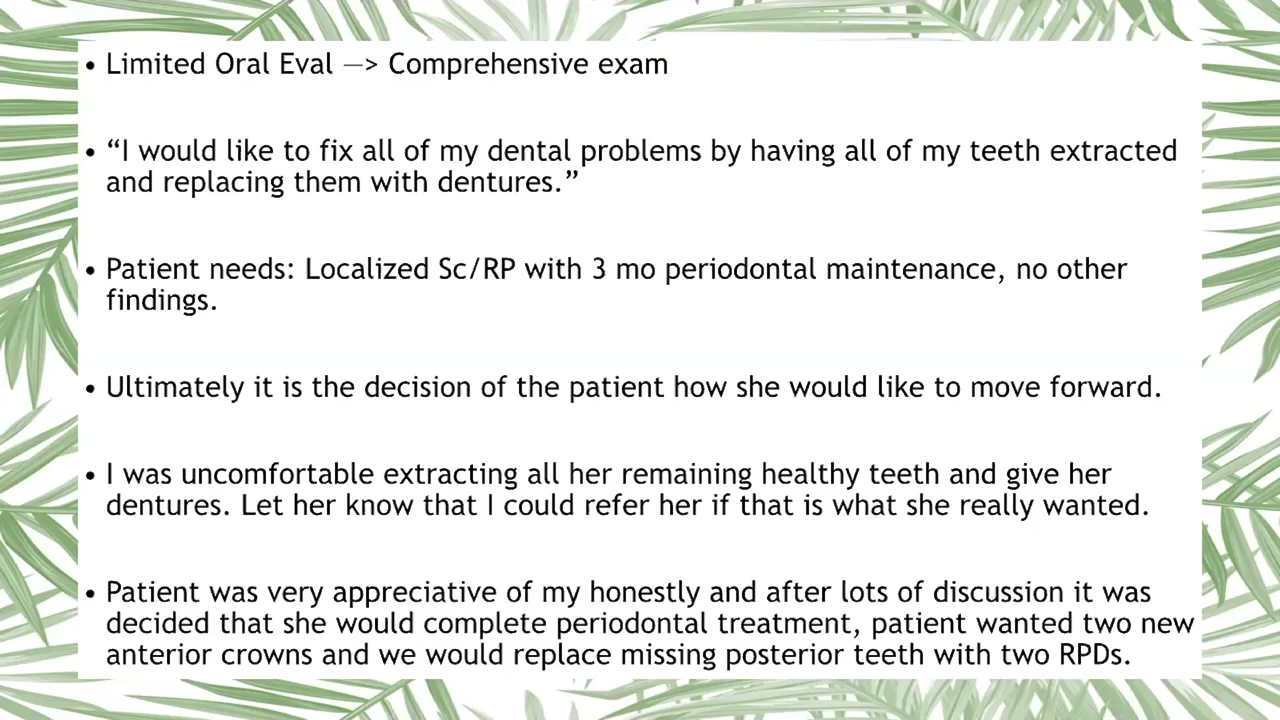 • Limited Oral Eval —> Comprehensive exam
• “I would like to fix all of my dental problems by having all of my teeth extracted
and replacing them with dentures.”
• Patient needs: Localized Sc/RP with 3 mo periodontal maintenance, no other
findings.
• Ultimately it is the decision of the patient how she would like to move forward.
• I was uncomfortable extracting all her remaining healthy teeth and give her
dentures. Let her know that I could refer her if that is what she really wanted.
• Patient was very appreciative of my honestly and after lots of discussion it was
decided that she would complete periodontal treatment, patient wanted two new
anterior crowns and we would replace missing posterior teeth with two RPDs.